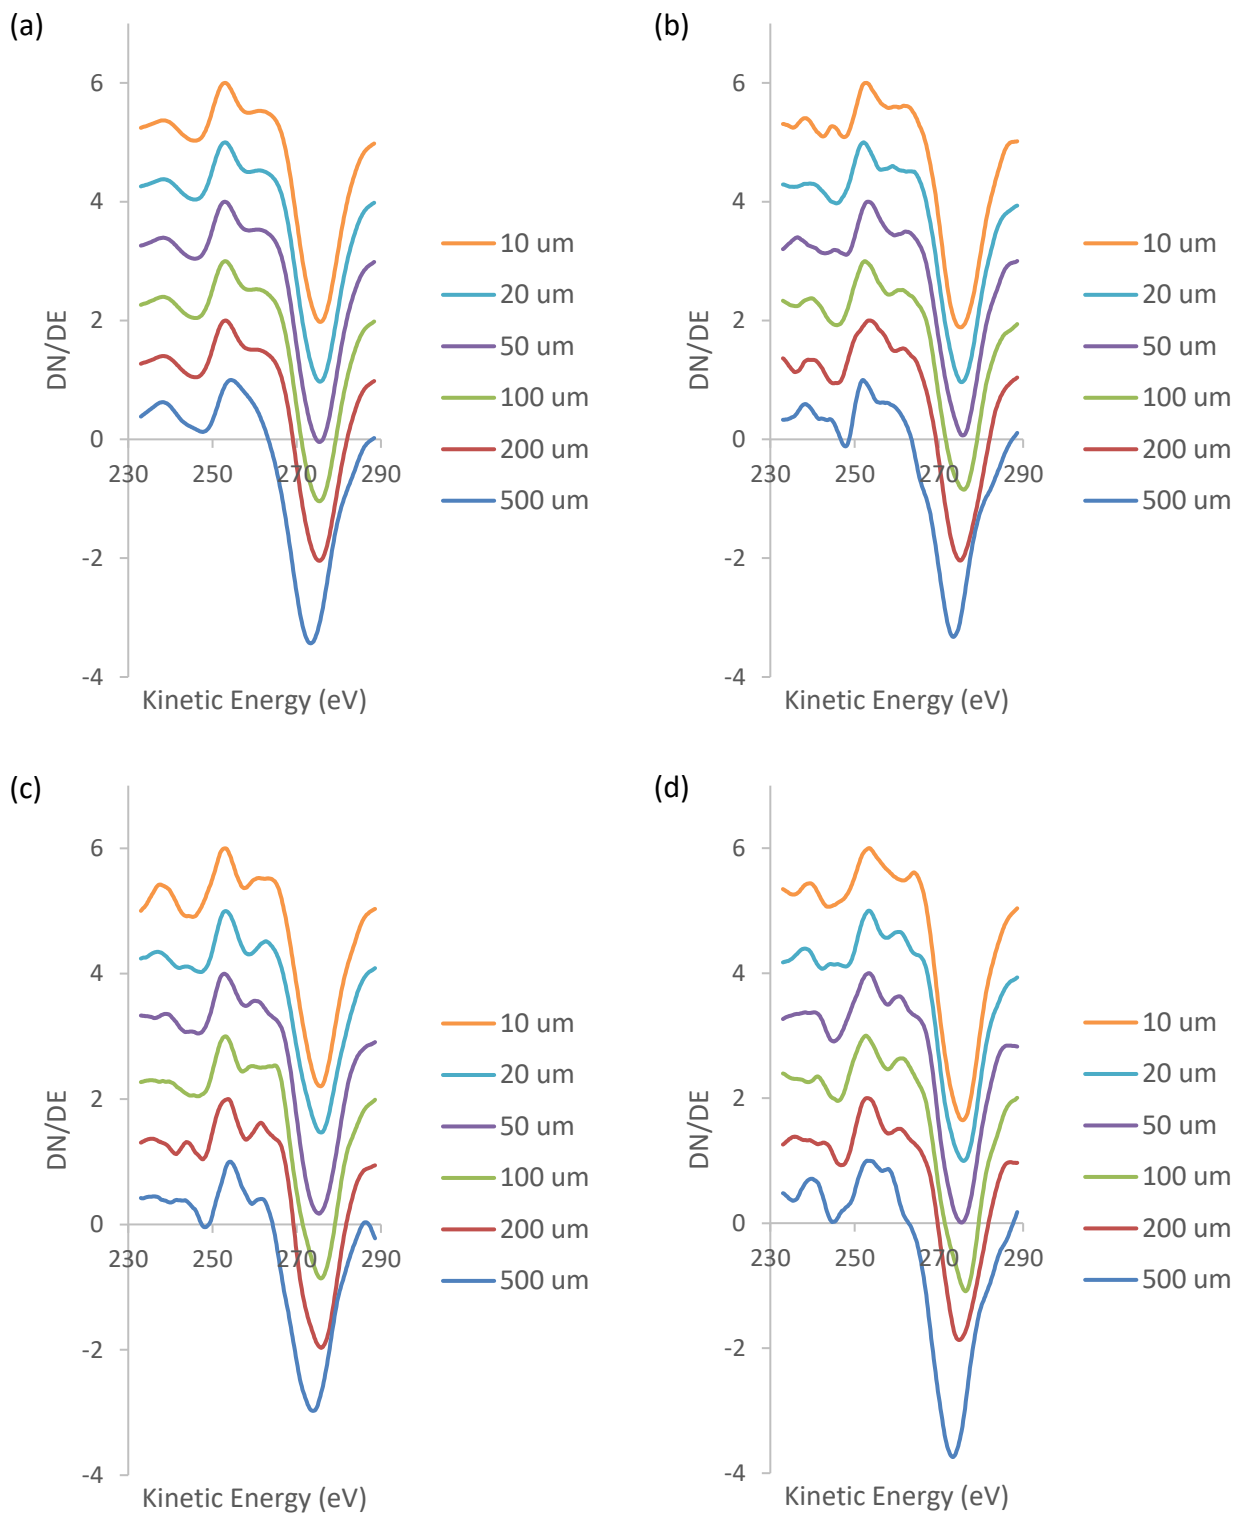 (a)
DN/DE
6
4
2
0
-2
-4
230 250 270 290
Kinetic Energy (eV)
10 um
20 um
50 um
100 um
200 um
500 um
(b)
DN/DE
6
4
2
0
-2
-4
230 250 270 290
Kinetic Energy (eV)
10 um
20 um
50 um
100 um
200 um
500 um
(c)
DN/DE
6
4
2
0
-2
-4
230 250 270 290
Kinetic Energy (eV)
10 um
20 um
50 um
100 um
200 um
500 um
(d)
DN/DE
6
4
2
0
-2
-4
230 250 270 290
Kinetic Energy (eV)
10 um
20 um
50 um
100 um
200 um
500 um